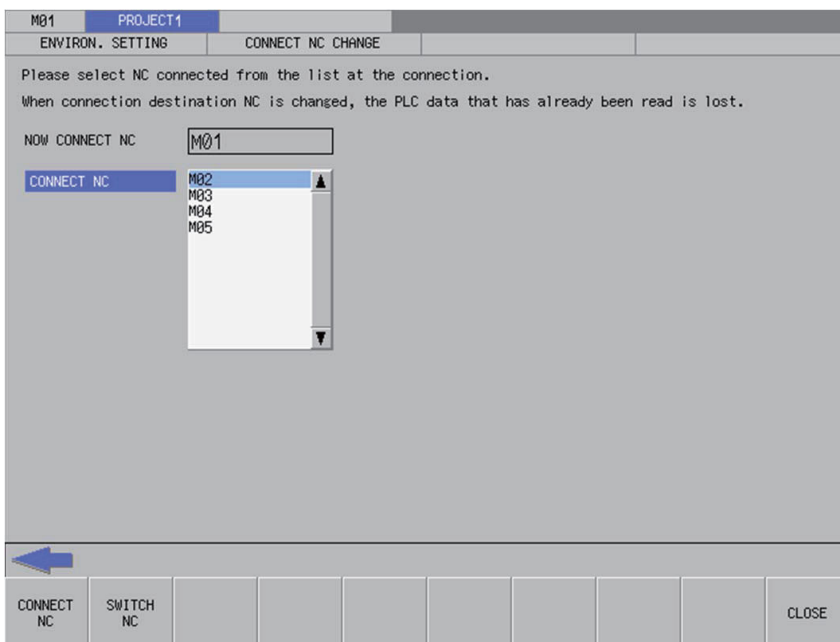 M01 PROJECT1
ENVIRON. SETTING CONNECT NC CHANGE
Please select NC connected from the list at the connection.
When connection destination NC is changed, the PLC data that has already been read is lost.
NOW CONNECT NC M01
CONNECT NC
M02
M03
M04
M05
CONNECT NC
SWITCH NC
CLOSE